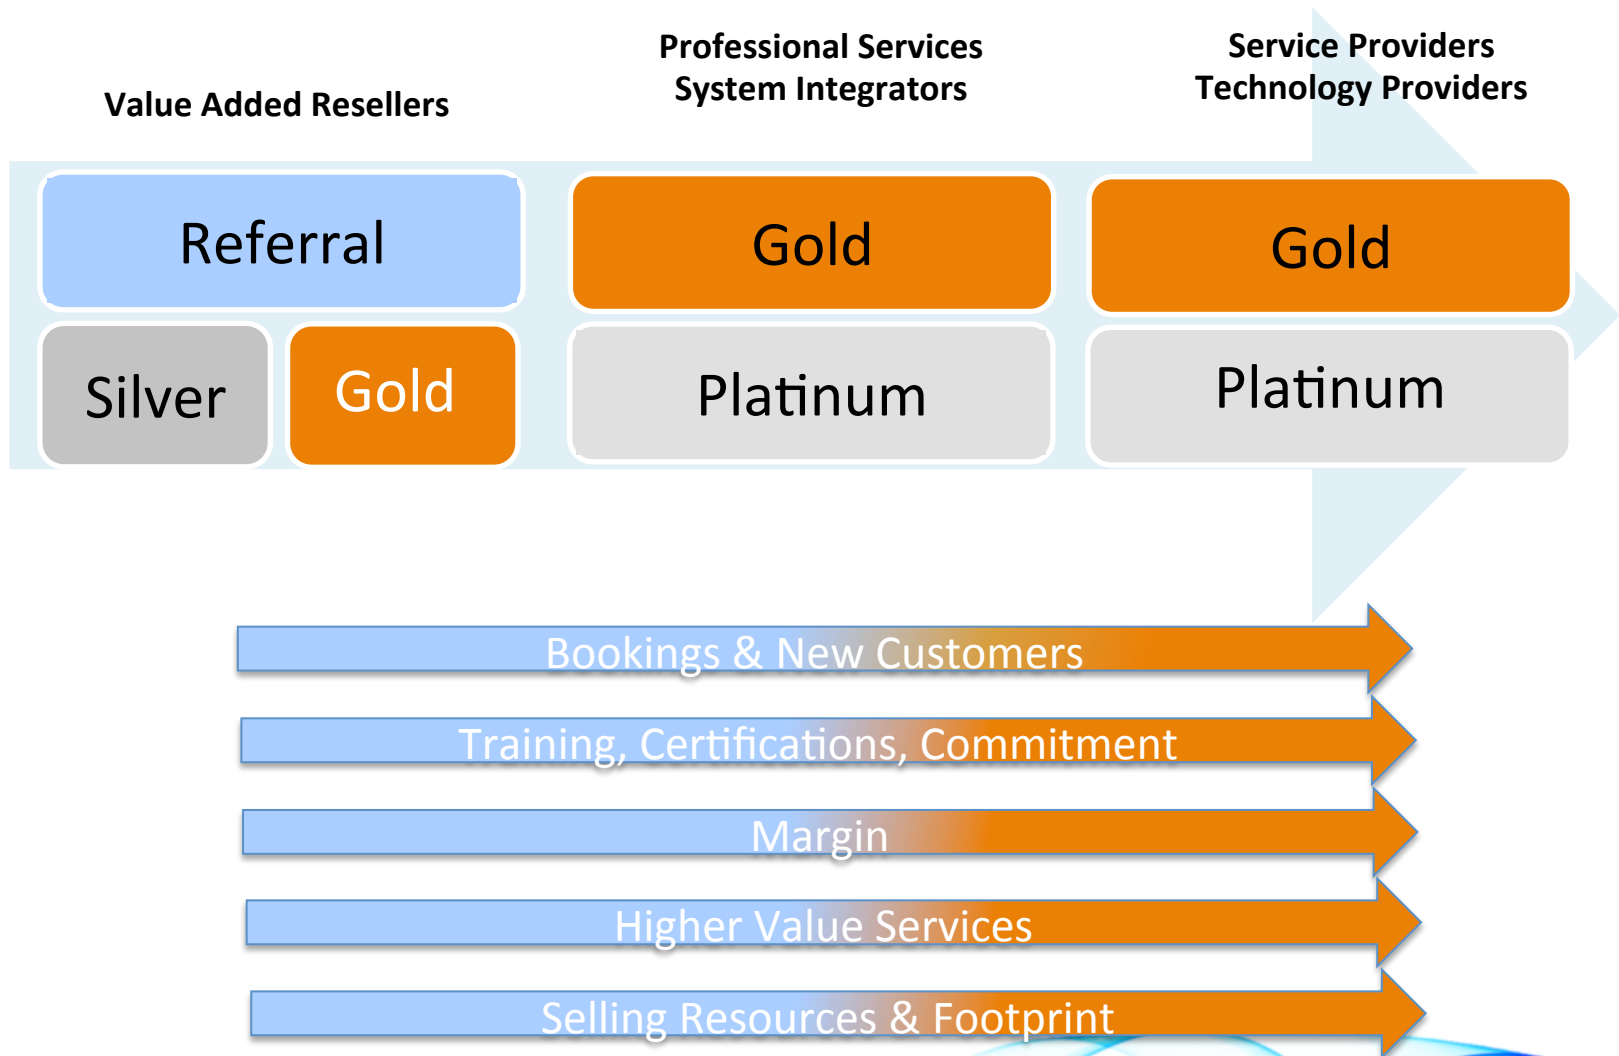 Value Added Resellers
Professional Services
System Integrators
Service Providers
Technology Providers
Referral
Gold
Gold
Silver
Gold
Platinum
Platinum
Bookings & New Customers
Training, Certifications, Commitment
Margin
Higher Value Services
Selling Resources & Footprint